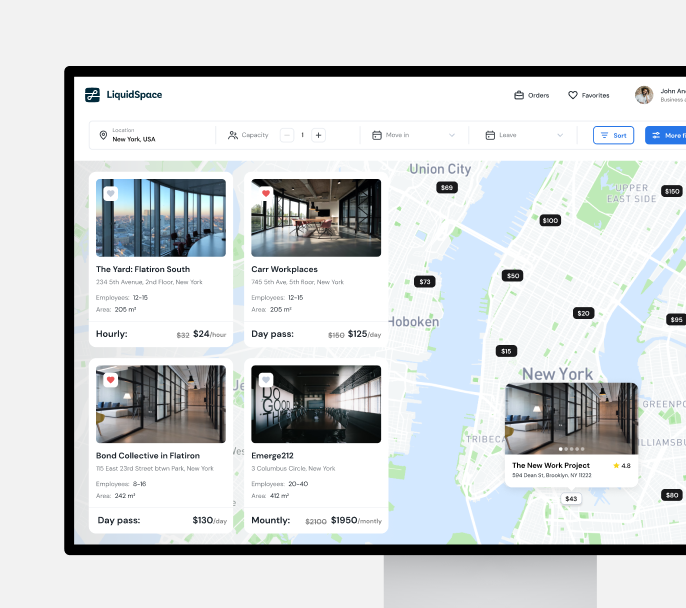 LiquidSpace
Orders
Favorites
John An
Business a
Location
New York, USA
Capacity
1
Move in
Leave
Sort
More fi
The Yard: Flatiron South
234 5th Avenue, 2nd Floor, New York
Employees: 12-15
Area: 205 m²
Hourly: $32 $24/hour
Carr Workplaces
745 5th Ave, 5th floor, New York
Employees: 12-15
Area: 205 m²
Day pass: $150 $125/day
Bond Collective in Flatiron
115 East 23rd Street btwn Park, New York
Employees: 8-16
Area: 242 m²
Day pass: $130/day
DO
GOOD
Emerge212
3 Columbus Circle, New York
Employees: 20-40
Area: 412 m²
Mountly: $2100 $1950/montly
Union City
$69
UPPER
EAST SIDE
$150
$100
$73
$50
$20
$95
Hoboken
$15
New York
GREENPO
TRIBECA
ILLIAMSBU
The New Work Project
4.8
594 Dean St, Brooklyn, NY 11222
$43
$80